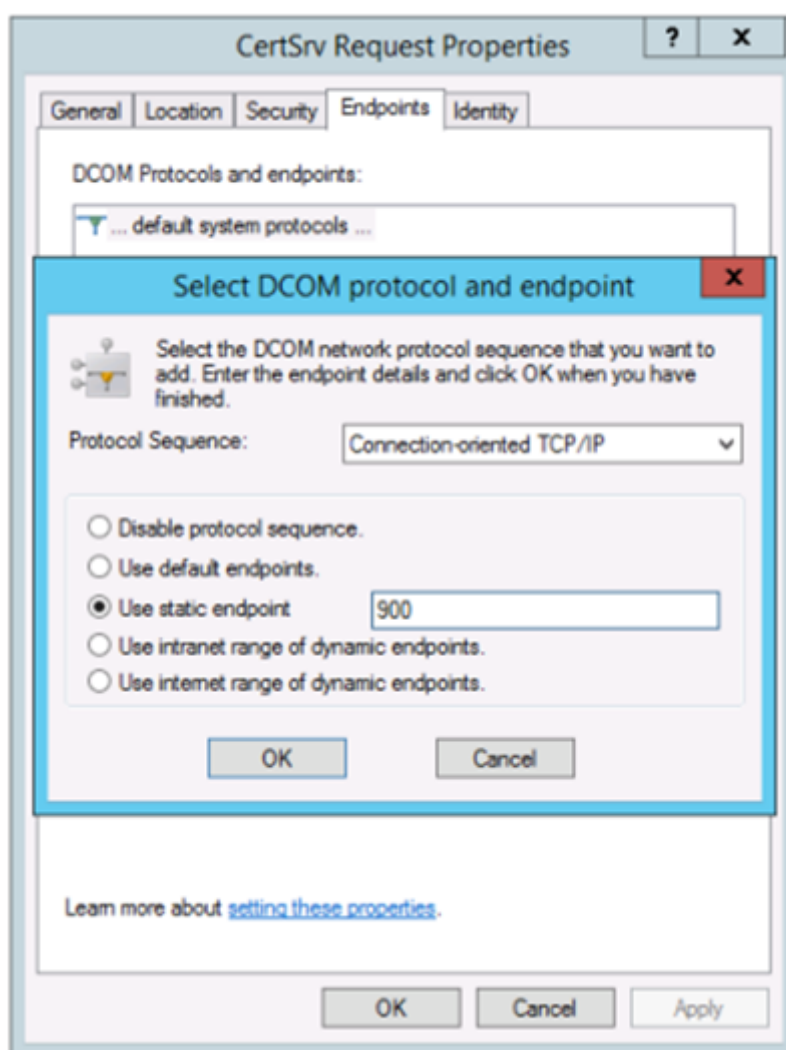 CertSrv Request Properties
? x
General Location Security Endpoints Identity
DCOM Protocols and endpoints:
... default system protocols ...
Select DCOM protocol and endpoint
x
Select the DCOM network protocol sequence that you want to
add. Enter the endpoint details and click OK when you have
finished.
Protocol Sequence: Connection-oriented TCP/IP
Disable protocol sequence.
Use default endpoints.
Use static endpoint 900
Use intranet range of dynamic endpoints.
Use internet range of dynamic endpoints.
OK Cancel
Learn more about setting these properties.
OK Cancel Apply